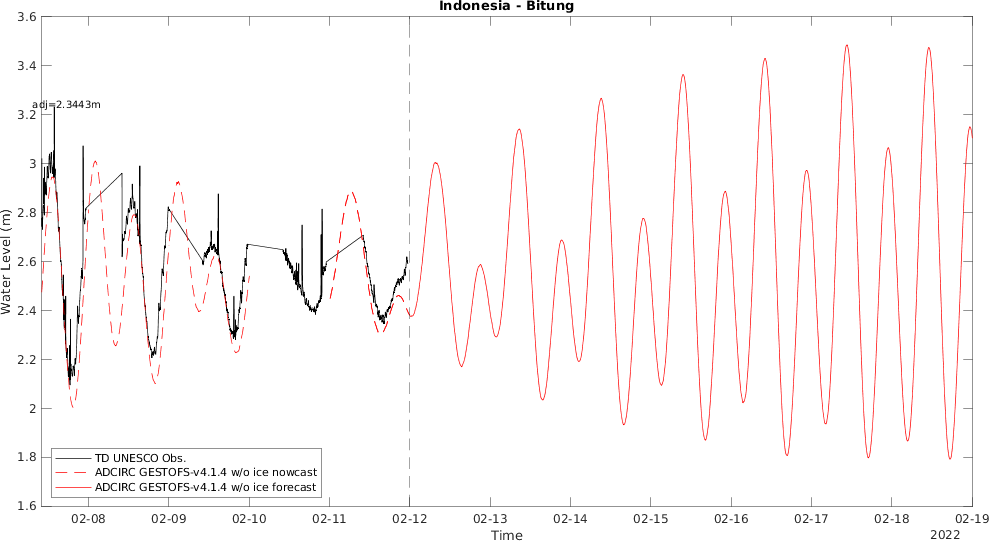 Indonesia - Bitung
3.6
3.4
3.2
3
2.8
2.6
2.4
2.2
2
1.8
1.6
Water Level (m)
adj=2.3443m
TD UNESCO Obs.
ADCIRC GESTOFS-v4.1.4 w/o ice nowcast
ADCIRC GESTOFS-v4.1.4 w/o ice forecast
02-08 02-09 02-10 02-11 02-12 02-13 02-14 02-15 02-16 02-17 02-18 02-19
Time
2022